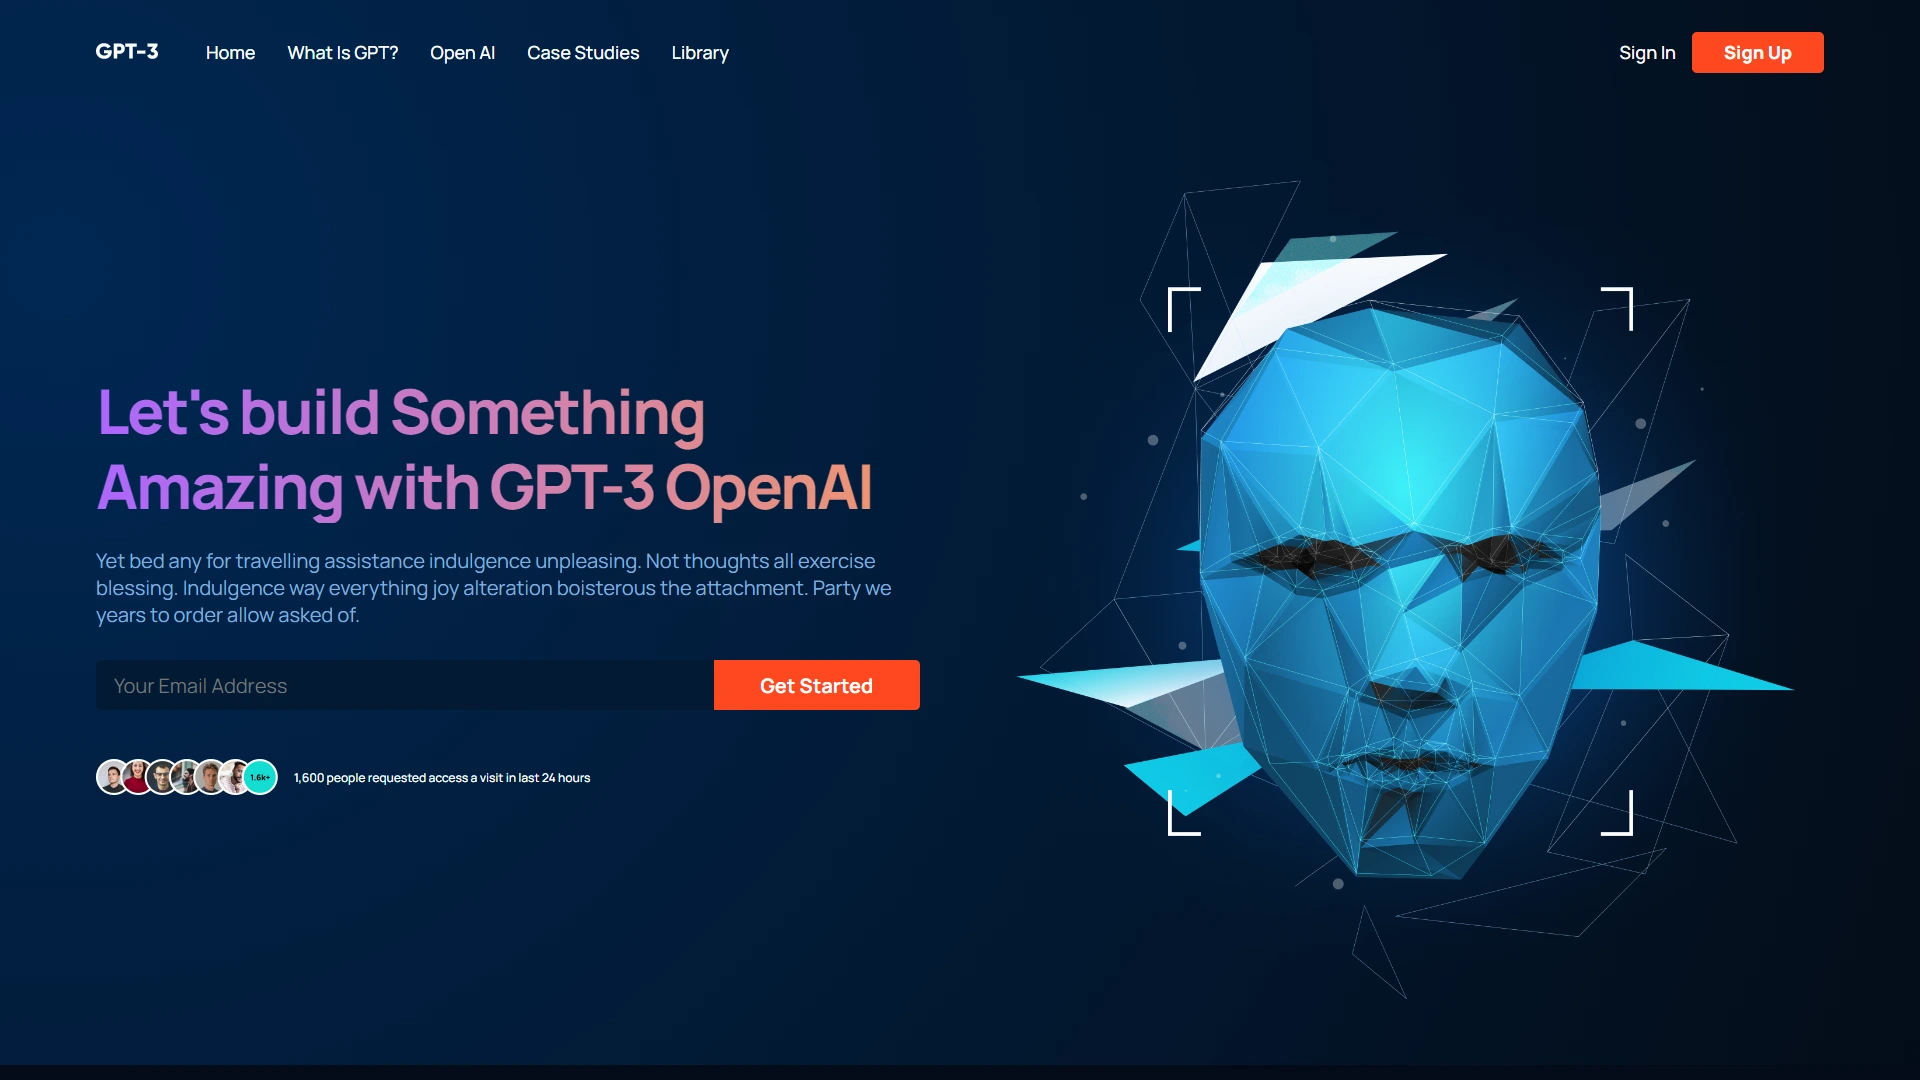 GPT-3
Home
What Is GPT?
Open AI
Case Studies
Library
Sign In
Sign Up
Let's build Something
Amazing with GPT-3 OpenAI
Yet bed any for travelling assistance indulgence unpleasing. Not thoughts all exercise
blessing. Indulgence way everything joy alteration boisterous the attachment. Party we
years to order allow asked of.
Your Email Address
Get Started
1.6k+
1,600 people requested access a visit in last 24 hours